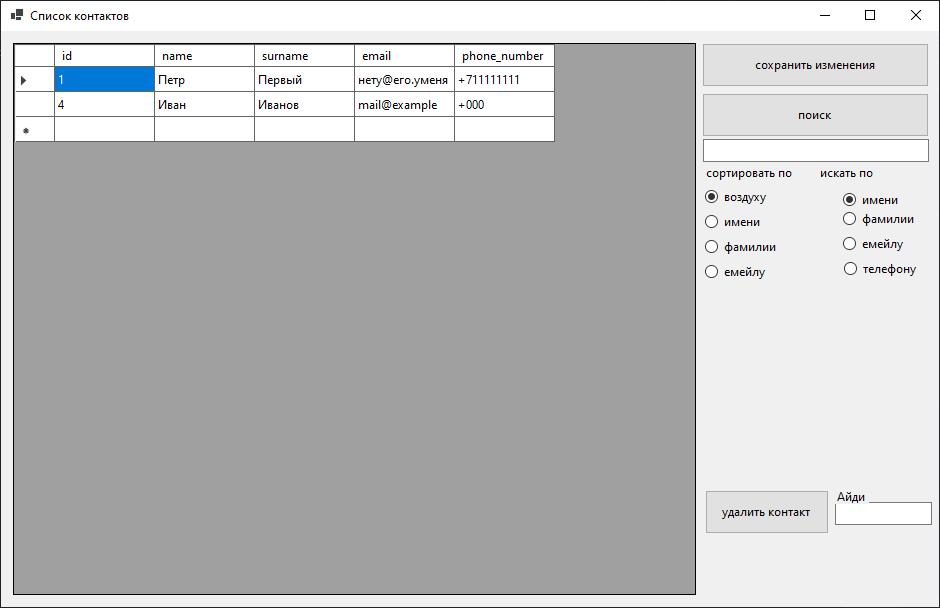 Список контактов
id name surname email phone_number
1 Петр Первый нету@его.уменя +711111111
4 Иван Иванов mail@example +000
сохранить изменения
поиск
сортировать по искать по
воздуху имени
имени фамилии
фамилии емейлу
емейлу телефону
Айди
удалить контакт